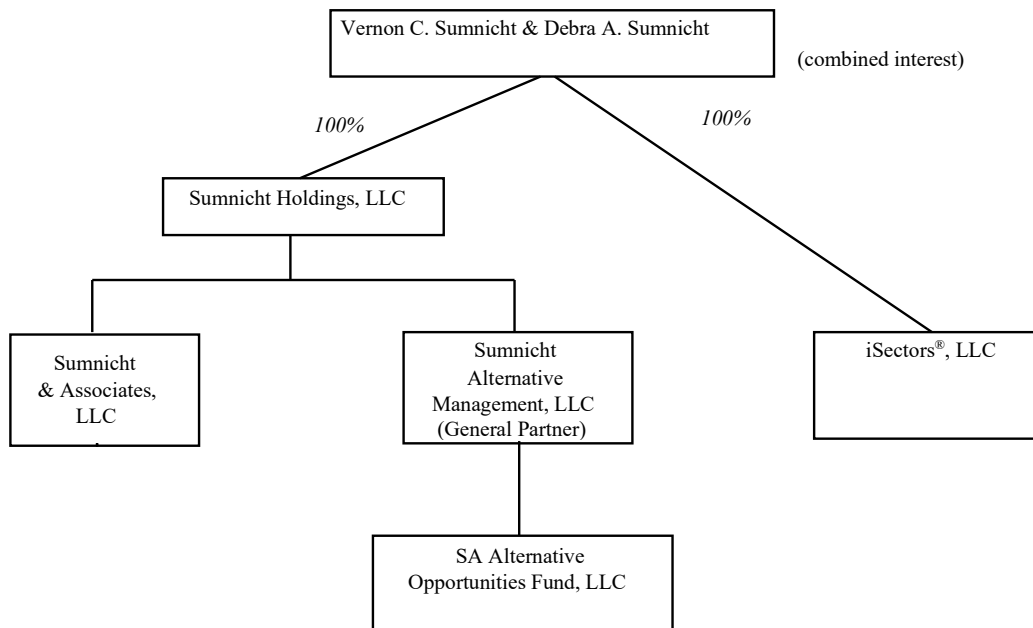 Vernon C. Sumnicht & Debra A. Sumnicht
(combined interest)
100%
100%
Sumnicht Holdings, LLC
Sumnicht
& Associates,
LLC
.
Sumnicht
Alternative
Management, LLC
(General Partner)
iSectors®, LLC
SA Alternative
Opportunities Fund, LLC